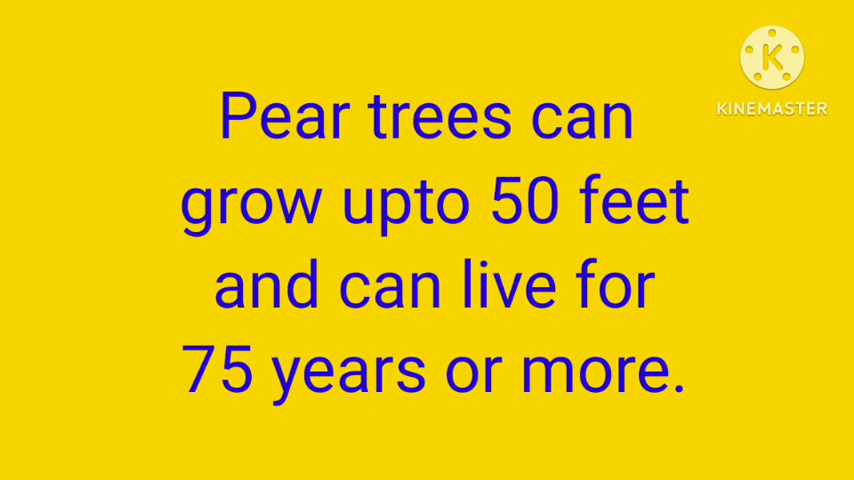 K
KINEMASTER
Pear trees can
grow upto 50 feet
and can live for
75 years or more.